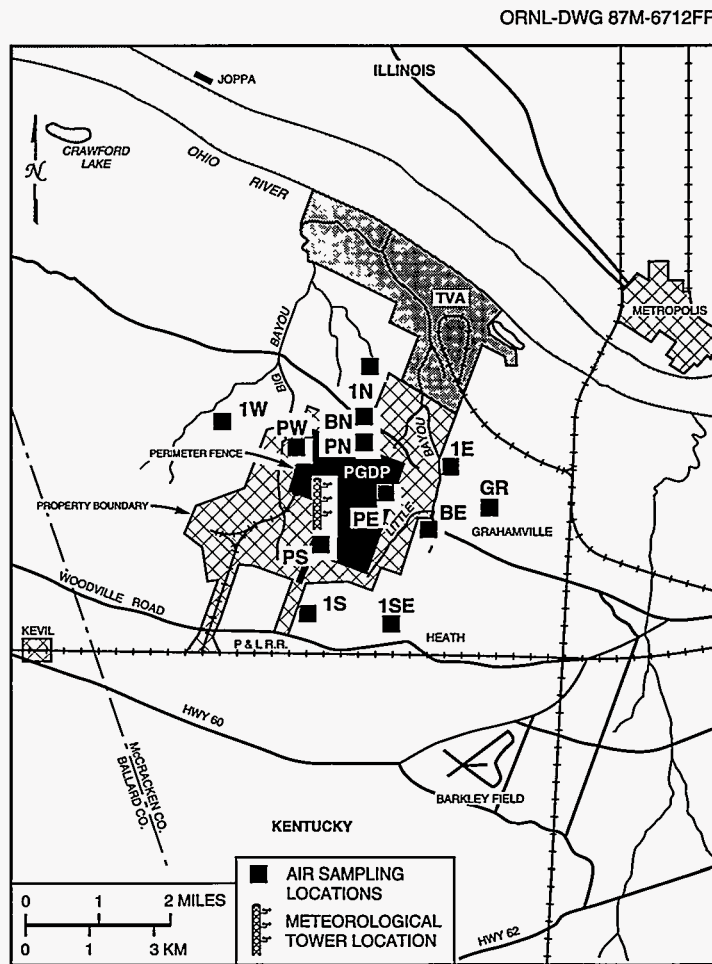 ORNL-DWG 87M-6712FF
JOPPA
ILLINOIS
CRAWFORD
LAKE
N
OHIO
RIVER
TVA
METROPOLIS
BIG BAYOU
1N
1W
BN
PW
PN
BAYOU
1E
PERIMETER FENCE
PGDP
GR
PROPERTY BOUNDARY
PE
LITTLE
BE
GRAHAMVILLE
PS
WOODVILLE ROAD
1S
1SE
KEVIL
HEATH
P & L R.R.
HWY 60
McCRACKEN CO.
BALLARD CO.
BARKLEY FIELD
KENTUCKY
AIR SAMPLING
LOCATIONS
METEOROLOGICAL
TOWER LOCATION
0 1 2 MILES
0 1 3 KM
HWY 62